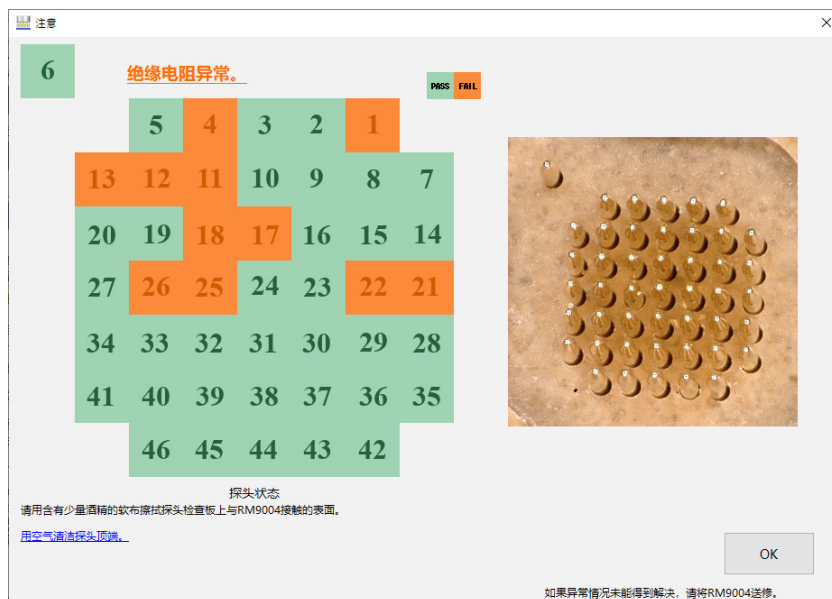 注意
6
绝缘电阻异常。
PASS FAIL
5 4 3 2 1
13 12 11 10 9 8 7
20 19 18 17 16 15 14
27 26 25 24 23 22 21
34 33 32 31 30 29 28
41 40 39 38 37 36 35
46 45 44 43 42
探头状态
请用含有少量酒精的软布擦拭探头检查板上与RM9004接触的表面。
用空气清洁探头顶端。
OK
如果异常情况未能得到解决，请将RM9004送修。